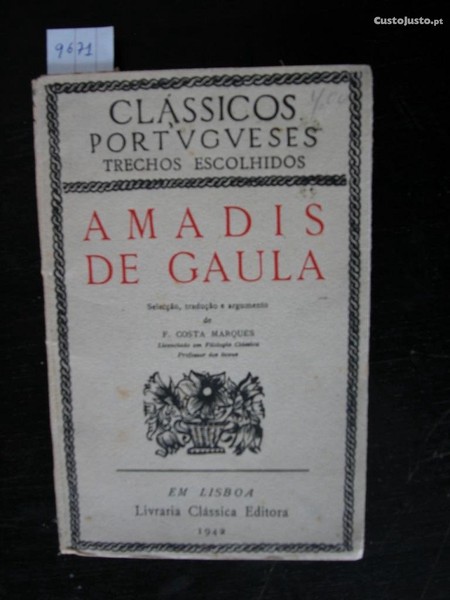 CustoJusto.pt
9671
CLÁSSICOS
PORTVGVESES
TRECHOS ESCOLHIDOS
AMADIS
DE GAULA
Selecção, tradução e argumento
de
F. COSTA MARQUES
Licenciado em Filologia Clássica
Professor dos liceus
EM LISBOA
Livraria Clássica Editora
1942